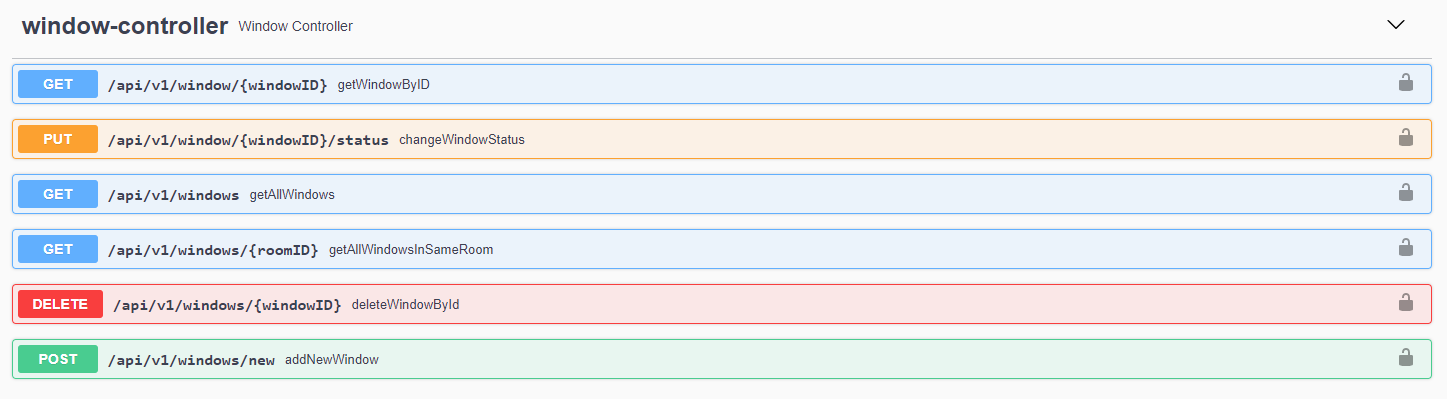 window-controller Window Controller
GET /api/v1/window/{windowID} getWindowByID
PUT /api/v1/window/{windowID}/status changeWindowStatus
GET /api/v1/windows getAllWindows
GET /api/v1/windows/{roomID} getAllWindowsInSameRoom
DELETE /api/v1/windows/{windowID} deleteWindowById
POST /api/v1/windows/new addNewWindow